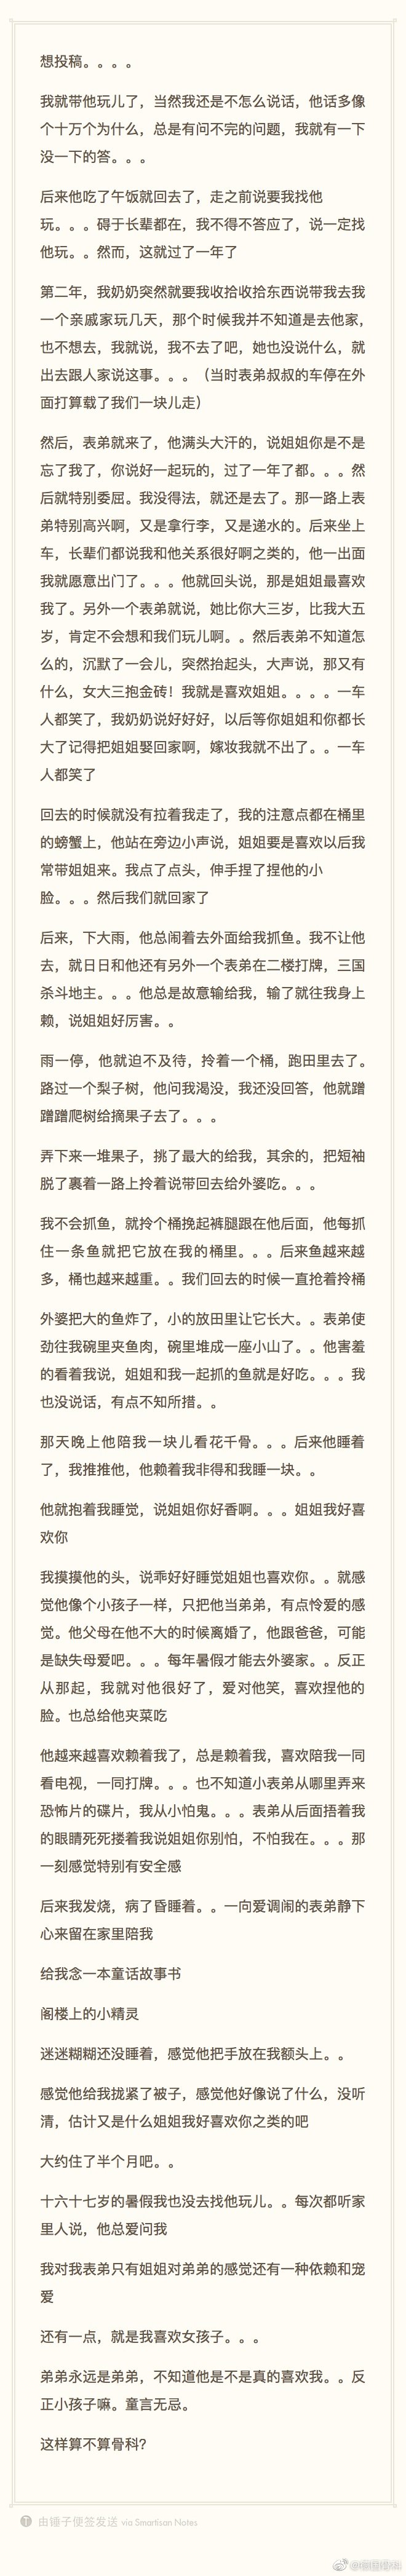 想投稿。。。。
我就带他玩儿了，当然我还是不怎么说话，他话多像
个十万个为什么，总是有问不完的问题，我就有一下
没一下的答。。。
后来他吃了午饭就回去了，走之前说要我找他
玩。。。碍于长辈都在，我不得不答应了，说一定找
他玩。。然而，这就过了一年了
第二年，我奶奶突然就要我收拾收拾东西说带我去我
一个亲戚家玩几天，那个时候我并不知道是去他家，
也不想去，我就说，我不去了吧，她也没说什么，就
出去跟人家说这事。。。（当时表弟叔叔的车停在外
面打算载了我们一块儿走）
然后，表弟就来了，他满头大汗的，说姐姐你是不是
忘了我了，你说好一起玩的，过了一年了都。。。然
后就特别委屈。我没得法，就还是去了。那一路上表
弟特别高兴啊，又是拿行李，又是递水的。后来坐上
车，长辈们都说我和他关系很好啊之类的，他一出面
我就愿意出门了。。。他就回头说，那是姐姐最喜欢
我了。另外一个表弟就说，她比你大三岁，比我大五
岁，肯定不会想和我们玩儿啊。。然后表弟不知道怎
么的，沉默了一会儿，突然抬起头，大声说，那又有
什么，女大三抱金砖！我就是喜欢姐姐。。。。一车
人都笑了，我奶奶说好好好，以后等你姐姐和你都长
大了记得把姐姐娶回家啊，嫁妆我就不出了。。一车
人都笑了
回去的时候就没有拉着我走了，我的注意点都在桶里
的螃蟹上，他站在旁边小声说，姐姐要是喜欢以后我
常带姐姐来。我点了点头，伸手捏了捏他的小
脸。。。然后我们就回家了
后来，下大雨，他总闹着去外面给我抓鱼。我不让他
去，就日日和他还有另外一个表弟在二楼打牌，三国
杀斗地主。。。他总是故意输给我，输了就往我身上
赖，说姐姐好厉害。。
雨一停，他就迫不及待，拎着一个桶，跑田里去了。
路过一个梨子树，他问我渴没，我还没回答，他就蹭
蹭蹭爬树给摘果子去了。。。
弄下来一堆果子，挑了最大的给我，其余的，把短袖
脱了裹着一路上拎着说带回去给外婆吃。。。
我不会抓鱼，就拎个桶挽起裤腿跟在他后面，他每抓
住一条鱼就把它放在我的桶里。。。后来鱼越来越
多，桶也越来越重。。我们回去的时候一直抢着拎桶
外婆把大的鱼炸了，小的放田里让它长大。。表弟使
劲往我碗里夹鱼肉，碗里堆成一座小山了。。他害羞
的看着我说，姐姐和我一起抓的鱼就是好吃。。。我
也没说话，有点不知所措。。
那天晚上他陪我一块儿看花千骨。。。后来他睡着
了，我推推他，他赖着我非得和我睡一块。。
他就抱着我睡觉，说姐姐你好香啊。。。姐姐我好喜
欢你
我摸摸他的头，说乖好好睡觉姐姐也喜欢你。。就感
觉他像个小孩子一样，只把他当弟弟，有点怜爱的感
觉。他父母在他不大的时候离婚了，他跟爸爸，可能
是缺失母爱吧。。。每年暑假才能去外婆家。。反正
从那起，我就对他很好了，爱对他笑，喜欢捏他的
脸。也总给他夹菜吃
他越来越喜欢赖着我了，总是赖着我，喜欢陪我一同
看电视，一同打牌。。。也不知道小表弟从哪里弄来
恐怖片的碟片，我从小怕鬼。。。表弟从后面捂着我
的眼睛死死搂着我说姐姐你别怕，不怕我在。。。那
一刻感觉特别有安全感
后来我发烧，病了昏睡着。。一向爱调闹的表弟静下
心来留在家里陪我
给我念一本童话故事书
阁楼上的小精灵
迷迷糊糊还没睡着，感觉他把手放在我额头上。。
感觉他给我拢紧了被子，感觉他好像说了什么，没听
清，估计又是什么姐姐我好喜欢你之类的吧
大约住了半个月吧。。
十六十七岁的暑假我也没去找他玩儿。。每次都听家
里人说，他总爱问我
我对我表弟只有姐姐对弟弟的感觉还有一种依赖和宠
爱
还有一点，就是我喜欢女孩子。。。
弟弟永远是弟弟，不知道他是不是真的喜欢我。。反
正小孩子嘛。童言无忌。
这样算不算骨科？
由锤子便签发送 via Smartisan Notes